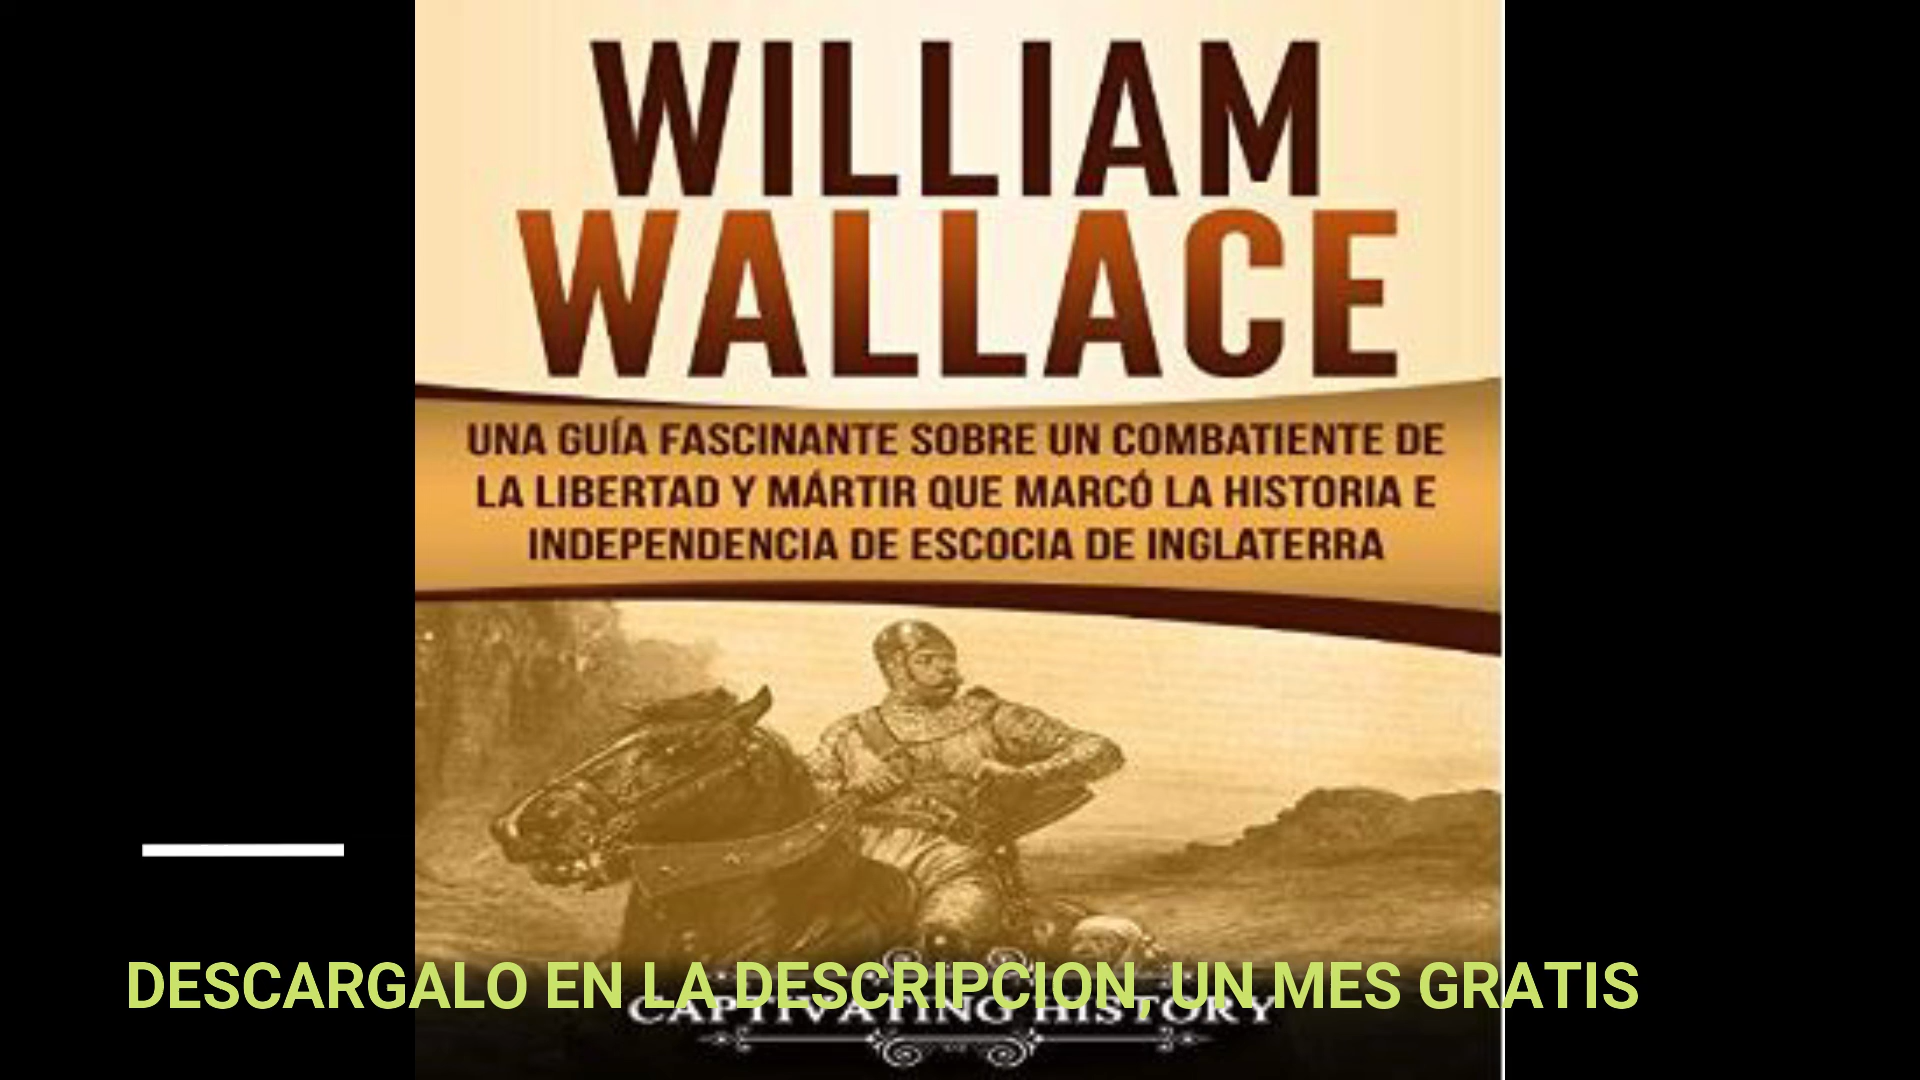 WILLIAM
WALLACE
UNA GUÍA FASCINANTE SOBRE UN COMBATIENTE DE
LA LIBERTAD Y MÁRTIR QUE MARCÓ LA HISTORIA E
INDEPENDENCIA DE ESCOCIA DE INGLATERRA
DESCARGALO EN LA DESCRIPCION, UN MES GRATIS
CAPTIVATING HISTORY